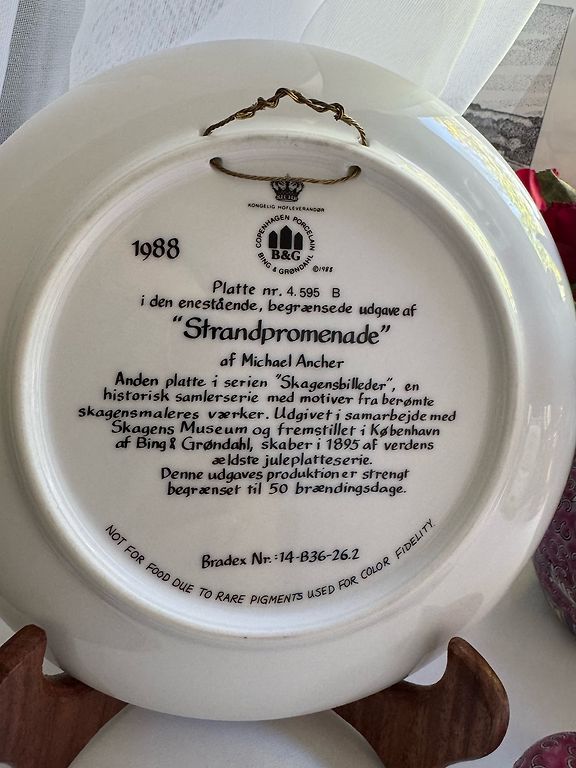 KONGELIG HOFLEVERANDØR
COPENHAGEN PORCELAIN
B&G
BING & GRØNDAHL
©1988
1988
Platte nr. 4.595 B
i den enestående, begrænsede udgave af
"Strandpromenade"
af Michael Ancher
Anden platte i serien "Skagensbilleder", en
historisk samlerserie med motiver fra berømte
skagensmaleres værker. Udgivet i samarbejde med
Skagens Museum og fremstillet i København
af Bing & Grøndahl, skaber i 1895 af verdens
ældste juleplatteserie.
Denne udgaves produktion er strengt
begrænset til 50 brændingsdage.
Bradex Nr.:14-B36-26.2
NOT FOR FOOD DUE TO RARE PIGMENTS USED FOR COLOR FIDELITY.